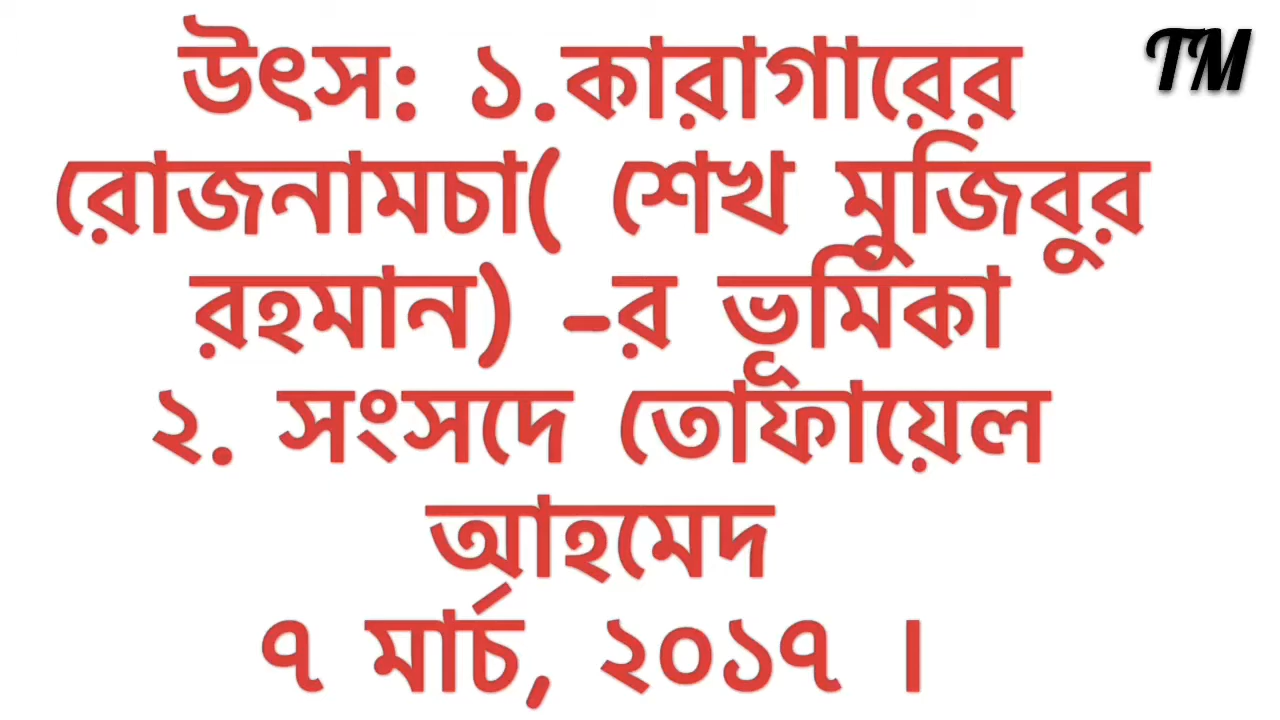 উৎস: ১.কারাগারের
রোজনামচা( শেখ মুজিবুর
রহমান) -র ভূমিকা
২. সংসদে তোফায়েল
আহমেদ
৭ মার্চ, ২০১৭ ।
TM